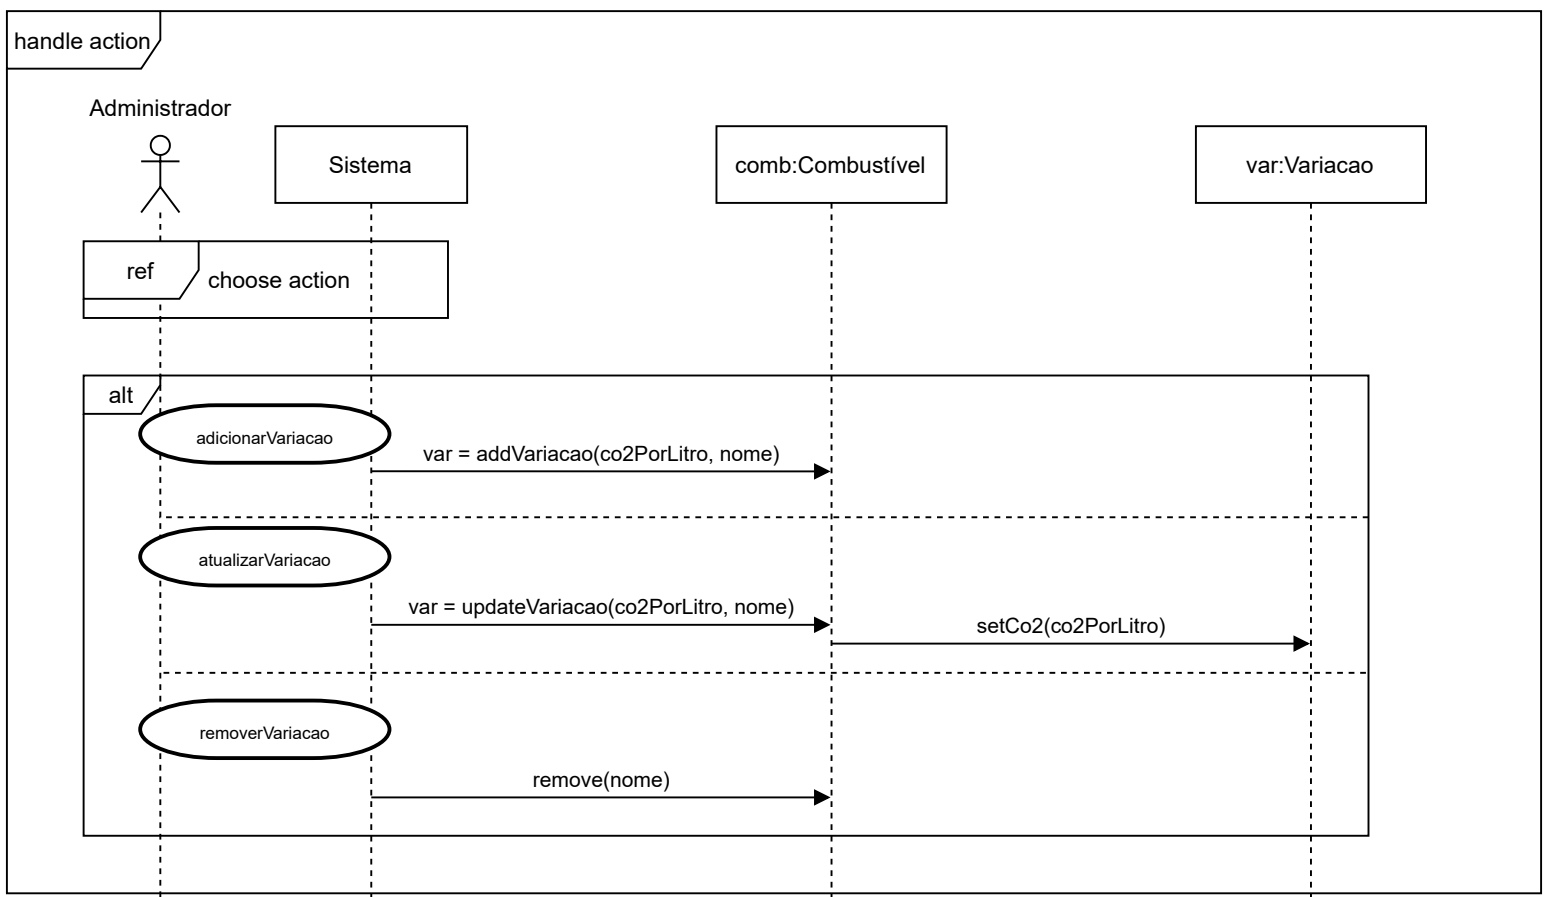 handle action
Administrador
Sistema
comb:Combustível
var:Variacao
ref
choose action
alt
adicionarVariacao
var = addVariacao(co2PorLitro, nome)
atualizarVariacao
var = updateVariacao(co2PorLitro, nome)
setCo2(co2PorLitro)
removerVariacao
remove(nome)